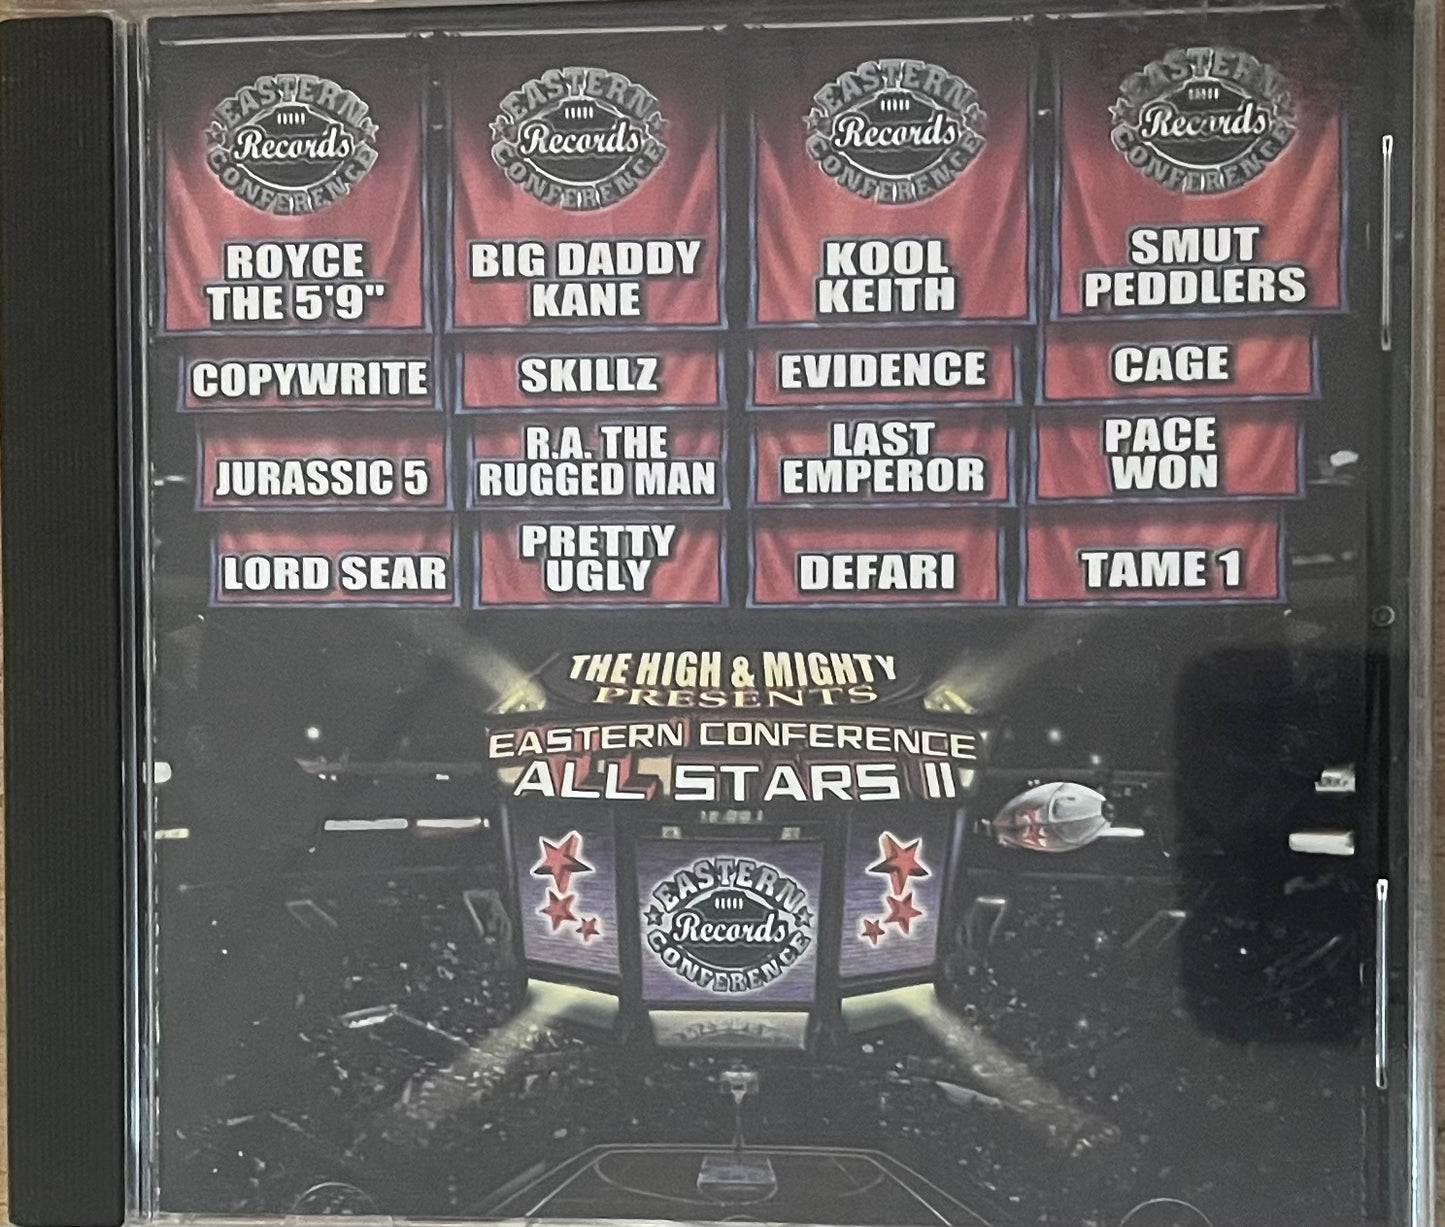 EASTERN
Records
CONFERENCE
ROYCE
THE 5'9"
EASTERN
Records
CONFERENCE
BIG DADDY
KANE
EASTERN
Records
CONFERENCE
KOOL
KEITH
EASTERN
Records
CONFERENCE
SMUT
PEDDLERS
COPYWRITE
SKILLZ
EVIDENCE
CAGE
JURASSIC 5
R.A. THE
RUGGED MAN
LAST
EMPEROR
PACE
WON
LORD SEAR
PRETTY
UGLY
DEFARI
TAME 1
THE HIGH & MIGHTY
PRESENTS
EASTERN CONFERENCE
ALL STARS II
EASTERN
Records
CONFERENCE